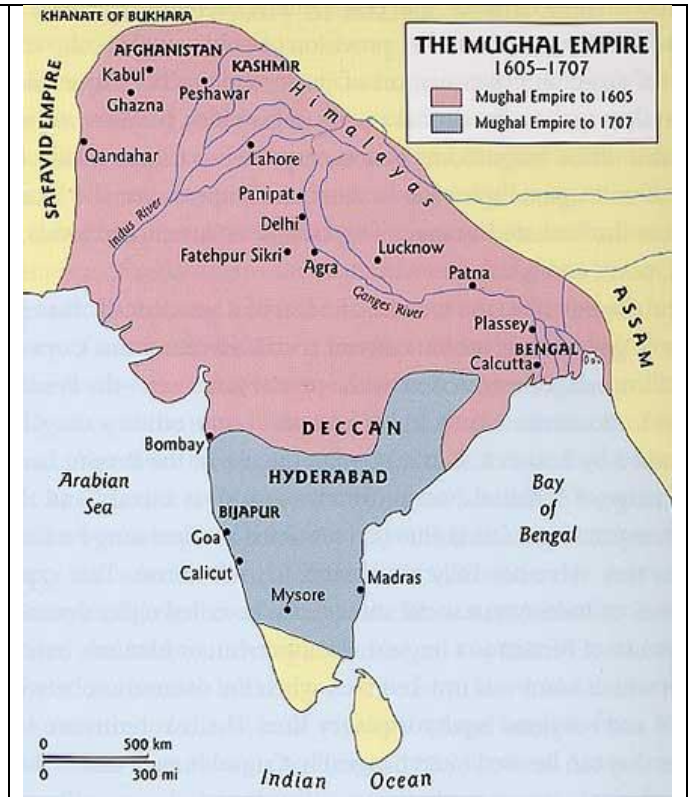 KHANATE OF BUKHARA
THE MUGHAL EMPIRE
1605–1707
Mughal Empire to 1605
Mughal Empire to 1707
AFGHANISTAN
KASHMIR
Kabul
Peshawar
Ghazna
Himalayas
SAFAVID EMPIRE
Qandahar
Lahore
Indus River
Panipat
Delhi
Fatehpur Sikri
Agra
Lucknow
Patna
Ganges River
Plassey
BENGAL
Calcutta
ASSAM
DECCAN
Bombay
HYDERABAD
Arabian
Sea
Bay
of
Bengal
BIJAPUR
Goa
Calicut
Madras
Mysore
0 500 km
0 300 mi
Indian Ocean